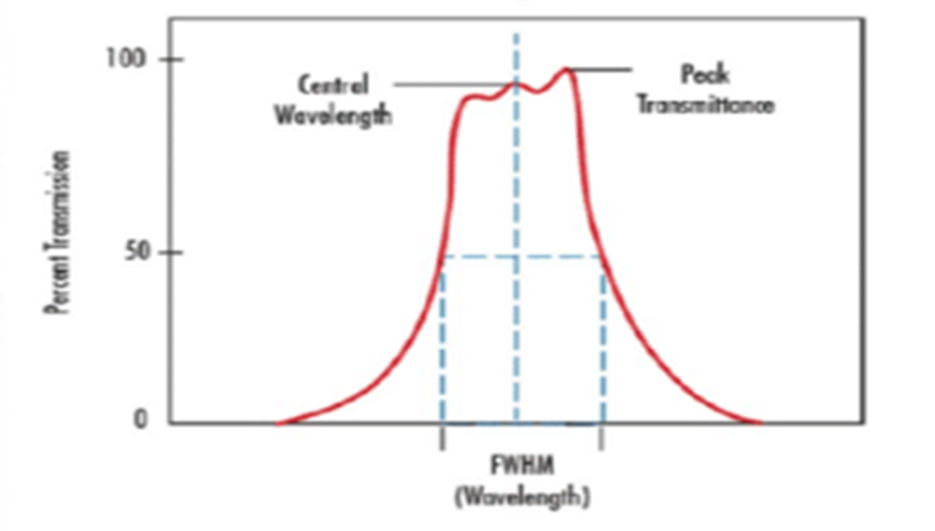 100
Central
Wavelength
Peak
Transmittance
Percent Transmission
50
0
FWHM
(Wavelength)